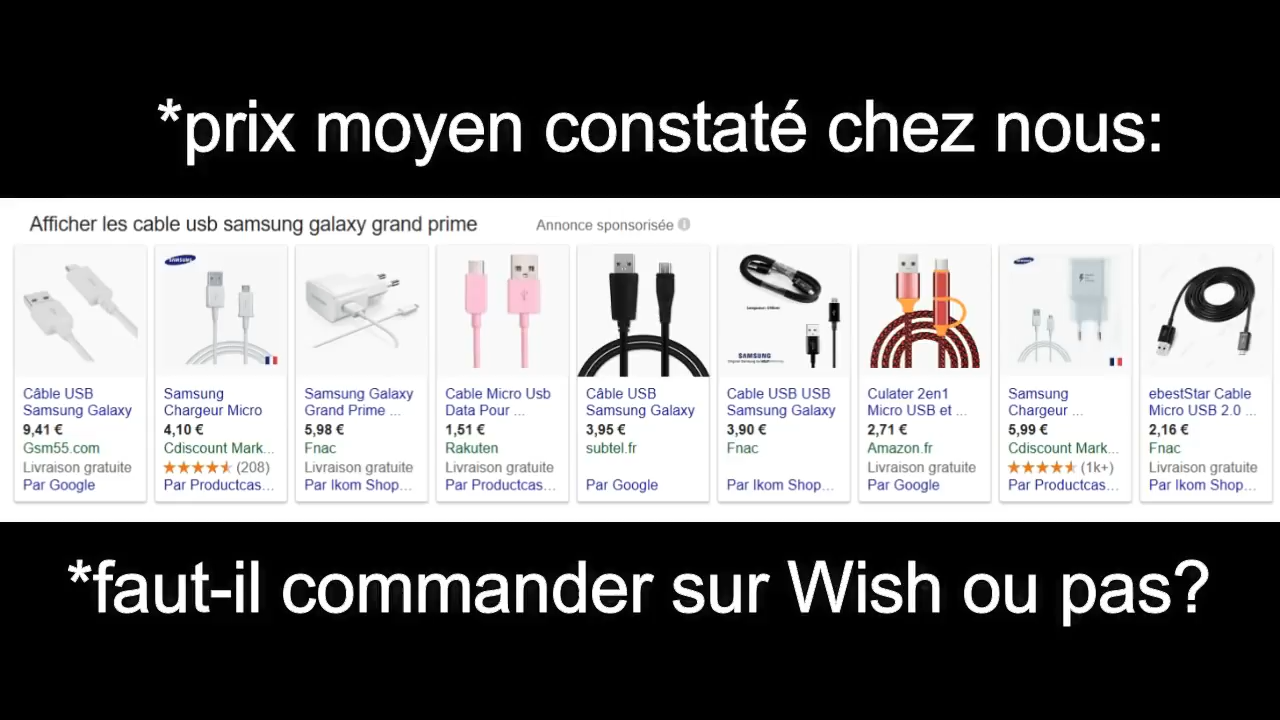 *prix moyen constaté chez nous:
Afficher les cable usb samsung galaxy grand prime
Annonce sponsorisée
Câble USB
Samsung Galaxy
9,41 €
Gsm55.com
Livraison gratuite
Par Google
SAMSUNG
Samsung
Chargeur Micro
4,10 €
Cdiscount Mark...
(208)
Par Productcas...
Samsung Galaxy
Grand Prime ...
5,98 €
Fnac
Livraison gratuite
Par Ikom Shop...
Cable Micro Usb
Data Pour ...
1,51 €
Rakuten
Livraison gratuite
Par Productcas...
Câble USB
Samsung Galaxy
3,95 €
subtel.fr
Par Google
SAMSUNG
Cable USB USB
Samsung Galaxy
3,90 €
Fnac
Par Ikom Shop...
Culater 2en1
Micro USB et ...
2,71 €
Amazon.fr
Livraison gratuite
Par Google
SAMSUNG
Samsung
Chargeur ...
5,99 €
Cdiscount Mark...
(1k+)
Par Productcas...
ebestStar Cable
Micro USB 2.0 ...
2,16 €
Fnac
Livraison gratuite
Par Ikom Shop...
*faut-il commander sur Wish ou pas?